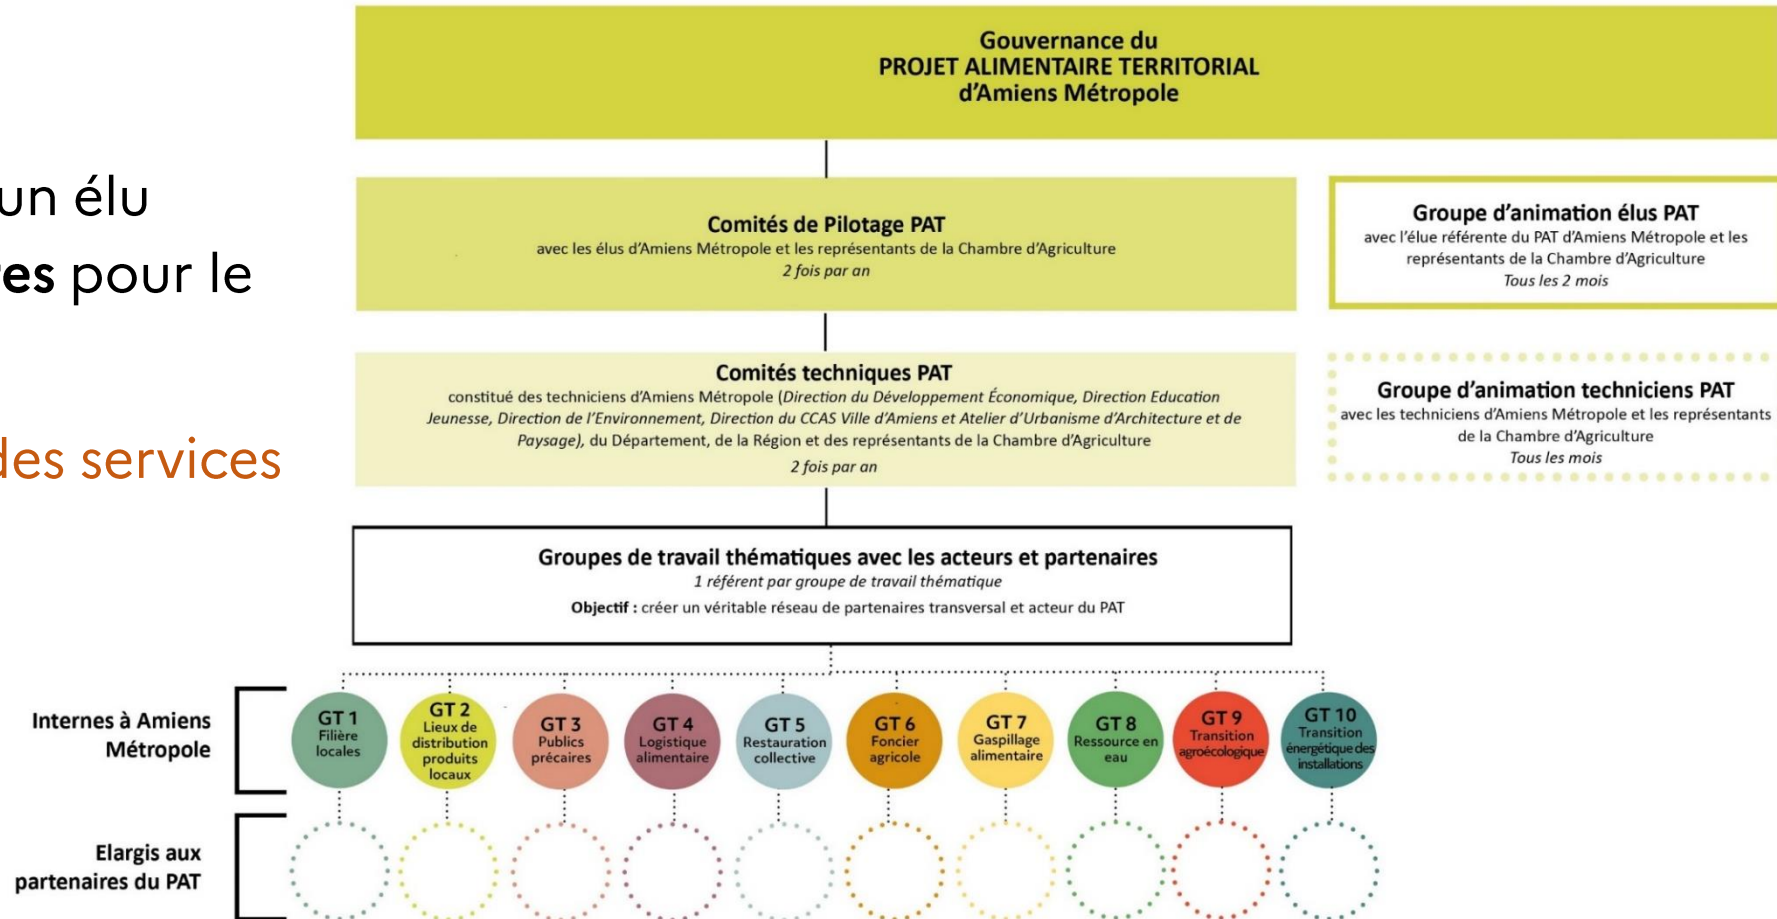 un élu
es pour le
des services
Gouvernance du
PROJET ALIMENTAIRE TERRITORIAL
d'Amiens Métropole
Comités de Pilotage PAT
avec les élus d'Amiens Métropole et les représentants de la Chambre d'Agriculture
2 fois par an
Groupe d'animation élus PAT
avec l'élue référente du PAT d'Amiens Métropole et les
représentants de la Chambre d'Agriculture
Tous les 2 mois
Comités techniques PAT
constitué des techniciens d'Amiens Métropole (Direction du Développement Économique, Direction Education
Jeunesse, Direction de l'Environnement, Direction du CCAS Ville d'Amiens et Atelier d'Urbanisme d'Architecture et de
Paysage), du Département, de la Région et des représentants de la Chambre d'Agriculture
2 fois par an
Groupe d'animation techniciens PAT
avec les techniciens d'Amiens Métropole et les représentants
de la Chambre d'Agriculture
Tous les mois
Groupes de travail thématiques avec les acteurs et partenaires
1 référent par groupe de travail thématique
Objectif : créer un véritable réseau de partenaires transversal et acteur du PAT
Internes à Amiens
Métropole
GT 1
Filière
locales
GT 2
Lieux de
distribution
produits
locaux
GT 3
Publics
précaires
GT 4
Logistique
alimentaire
GT 5
Restauration
collective
GT 6
Foncier
agricole
GT 7
Gaspillage
alimentaire
GT 8
Ressource en
eau
GT 9
Transition
agroécologique
GT 10
Transition
énergétique des
installations
Elargis aux
partenaires du PAT